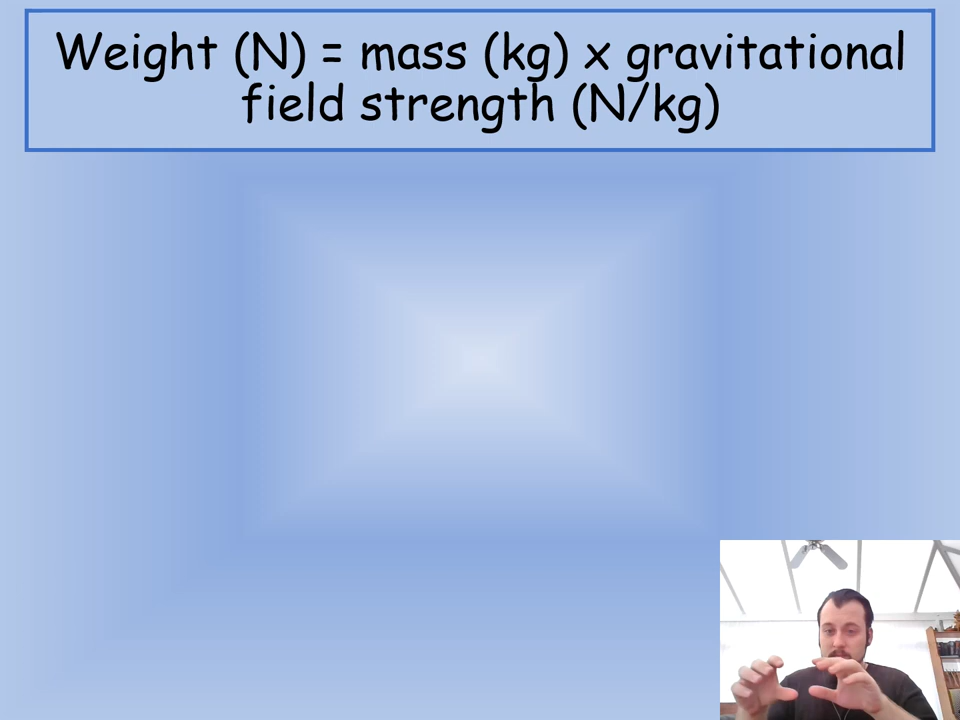 Weight (N) = mass (kg) x gravitational
field strength (N/kg)